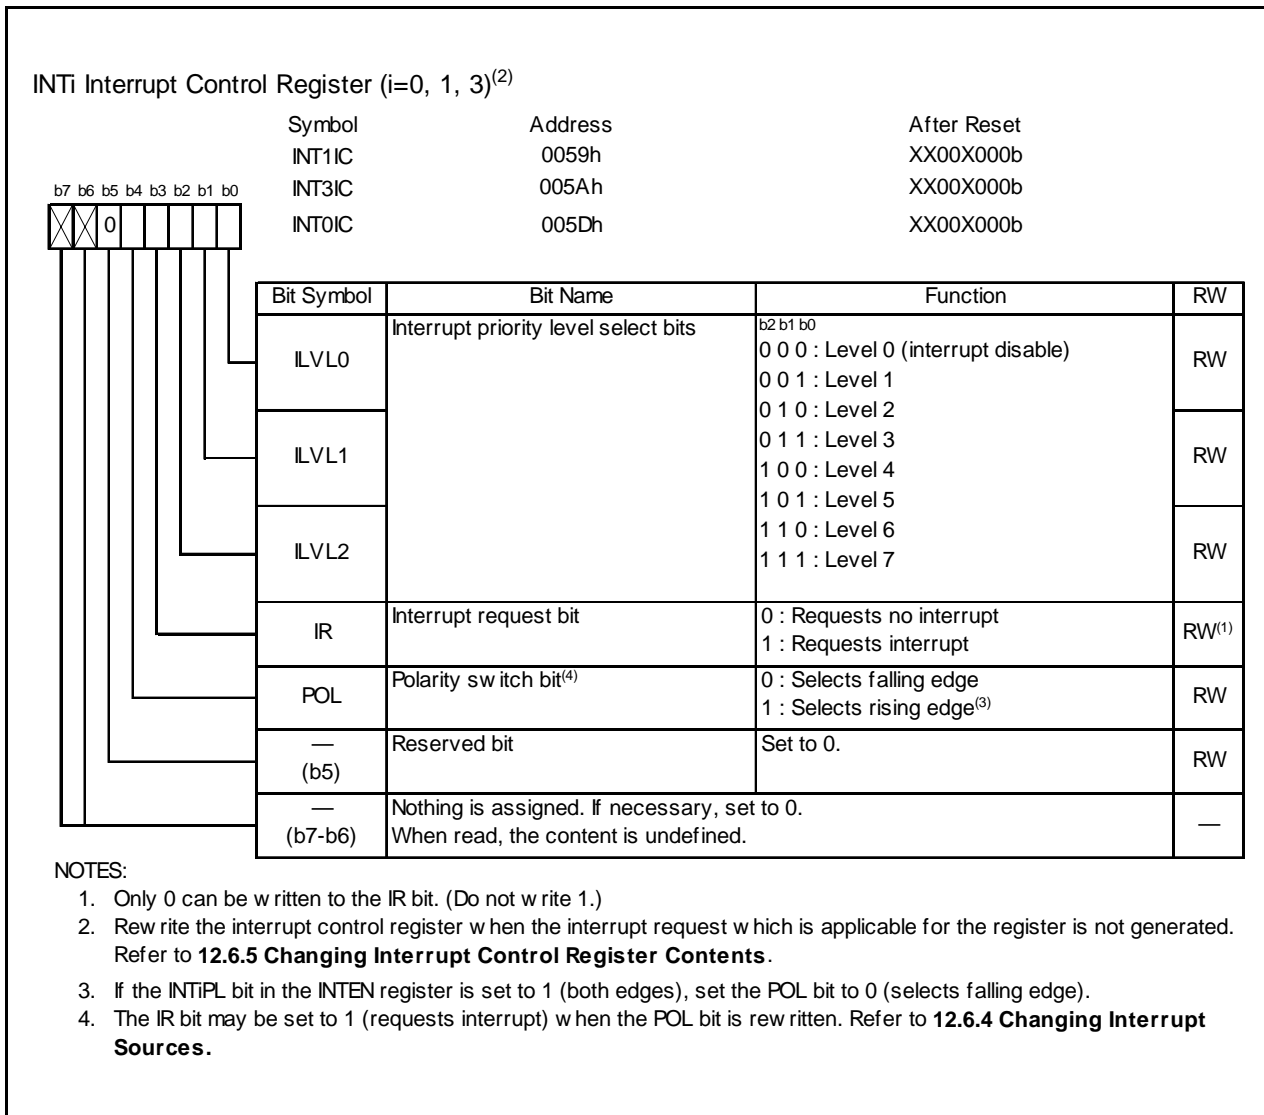 INTi Interrupt Control Register (i=0, 1, 3)(2)
Symbol Address After Reset
INT1IC 0059h XX00X000b
b7 b6 b5 b4 b3 b2 b1 b0 INT3IC 005Ah XX00X000b
0 INT0IC 005Dh XX00X000b
Bit Symbol Bit Name Function RW
ILVL0 Interrupt priority level select bits b2 b1 b0 RW
0 0 0 : Level 0 (interrupt disable)
0 0 1 : Level 1
0 1 0 : Level 2
ILVL1 0 1 1 : Level 3 RW
1 0 0 : Level 4
1 0 1 : Level 5
ILVL2 1 1 0 : Level 6 RW
1 1 1 : Level 7
IR Interrupt request bit 0 : Requests no interrupt RW(1)
1 : Requests interrupt
POL Polarity switch bit(4) 0 : Selects falling edge RW
1 : Selects rising edge(3)
— Reserved bit Set to 0. RW
(b5)
— Nothing is assigned. If necessary, set to 0. —
(b7-b6) When read, the content is undefined.
NOTES:
1. Only 0 can be written to the IR bit. (Do not write 1.)
2. Rewrite the interrupt control register when the interrupt request which is applicable for the register is not generated.
Refer to 12.6.5 Changing Interrupt Control Register Contents.
3. If the INTiPL bit in the INTEN register is set to 1 (both edges), set the POL bit to 0 (selects falling edge).
4. The IR bit may be set to 1 (requests interrupt) when the POL bit is rewritten. Refer to 12.6.4 Changing Interrupt
Sources.